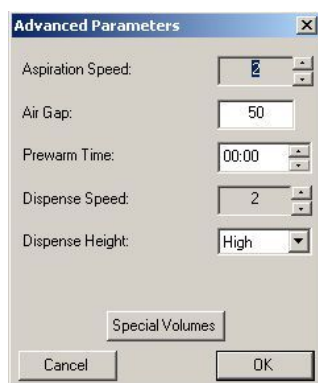 Advanced Parameters
Aspiration Speed: 2
Air Gap: 50
Prewarm Time: 00:00
Dispense Speed: 2
Dispense Height: High
Special Volumes
Cancel OK